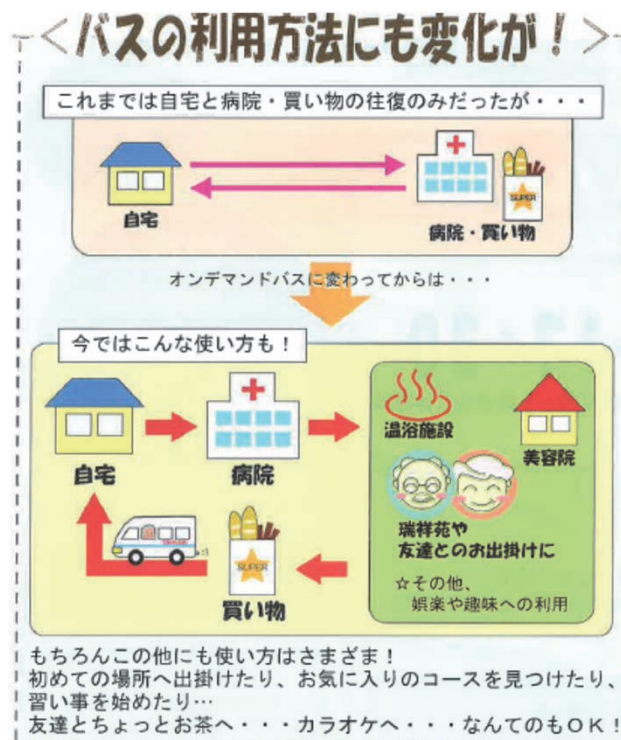 ＜バスの利用方法にも変化が！＞
これまでは自宅と病院・買い物の往復のみだったが・・・
自宅
SUPER
病院・買い物
オンデマンドバスに変わってからは・・・
今ではこんな使い方も！
自宅
病院
温浴施設
美容院
瑞祥苑や
友達とのお出掛けに
☆その他、
娯楽や趣味への利用
SUPER
買い物
もちろんこの他にも使い方はさまざま！
初めての場所へ出掛けたり、お気に入りのコースを見つけたり、
習い事を始めたり…
友達とちょっとお茶へ・・・カラオケへ・・・なんてのもＯＫ！